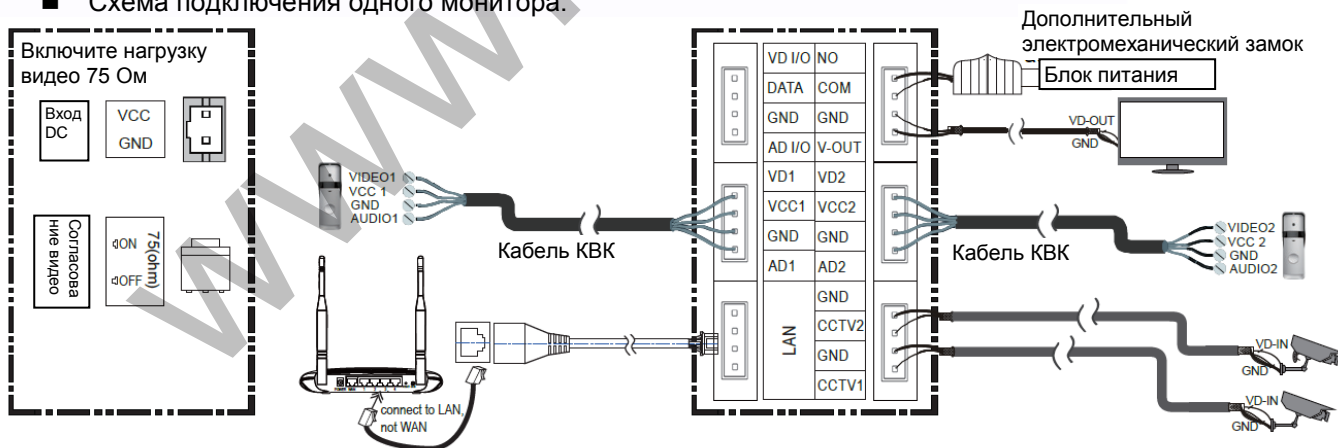 ■ Схема подключения одного монитора.
Включите нагрузку
видео 75 Ом
Вход
DC
VCC
GND
Согласова
ние видео
ON
OFF
75(ohm)
VIDEO1
VCC 1
GND
AUDIO1
Кабель КВК
connect to LAN,
not WAN
VD I/O NO
DATA COM
GND GND
AD I/O V-OUT
VD1 VD2
VCC1 VCC2
GND GND
AD1 AD2
LAN
GND
CCTV2
GND
CCTV1
Дополнительный
электромеханический замок
Блок питания
VD-OUT
GND
Кабель КВК
VIDEO2
VCC 2
GND
AUDIO2
VD-IN
GND
VD-IN
GND